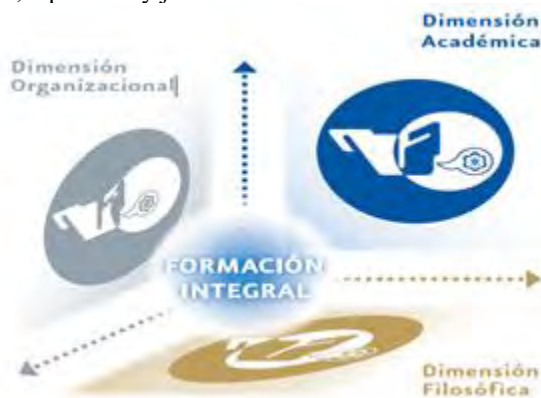 Dimensión
Académica
Dimensión
Organizacional
FORMACIÓN
INTEGRAL
Dimensión
Filosófica